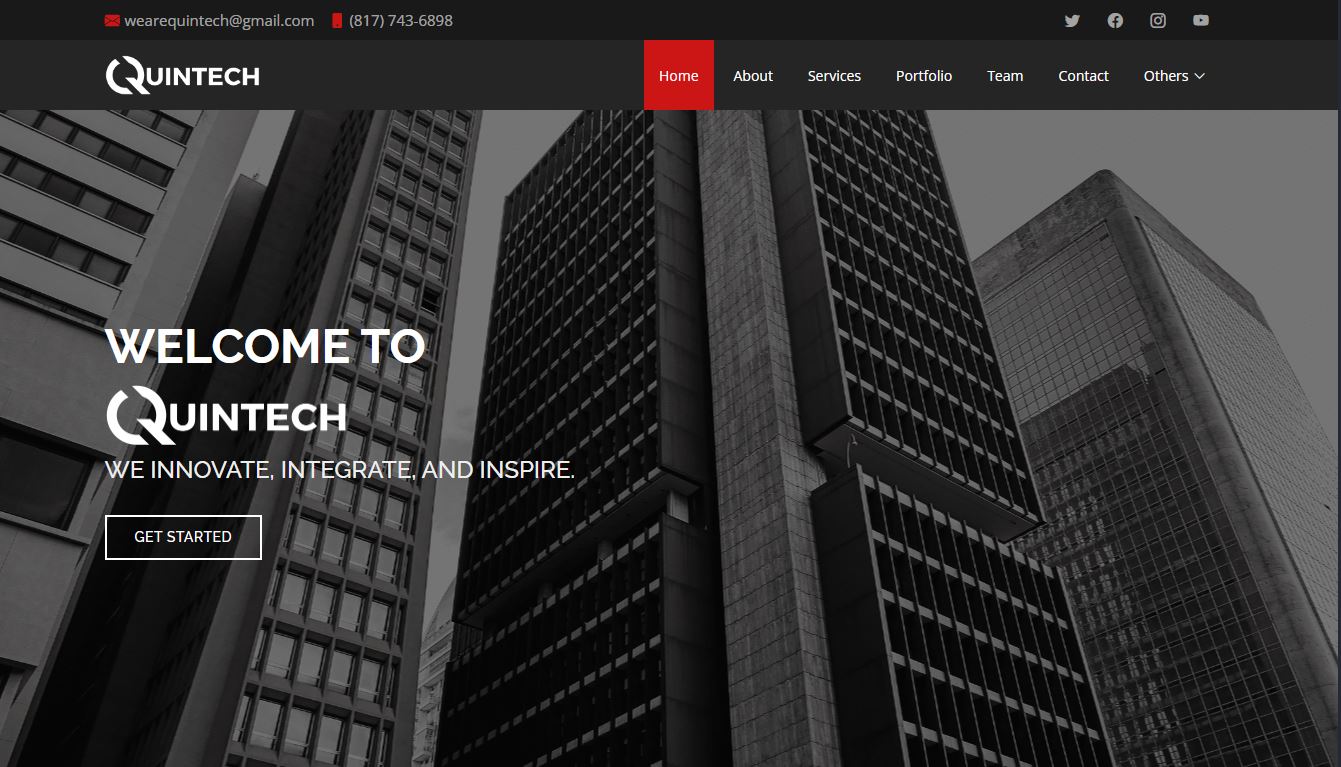 wearequintech@gmail.com (817) 743-6898
QUINTECH Home About Services Portfolio Team Contact Others
WELCOME TO
QUINTECH
WE INNOVATE, INTEGRATE, AND INSPIRE.
GET STARTED